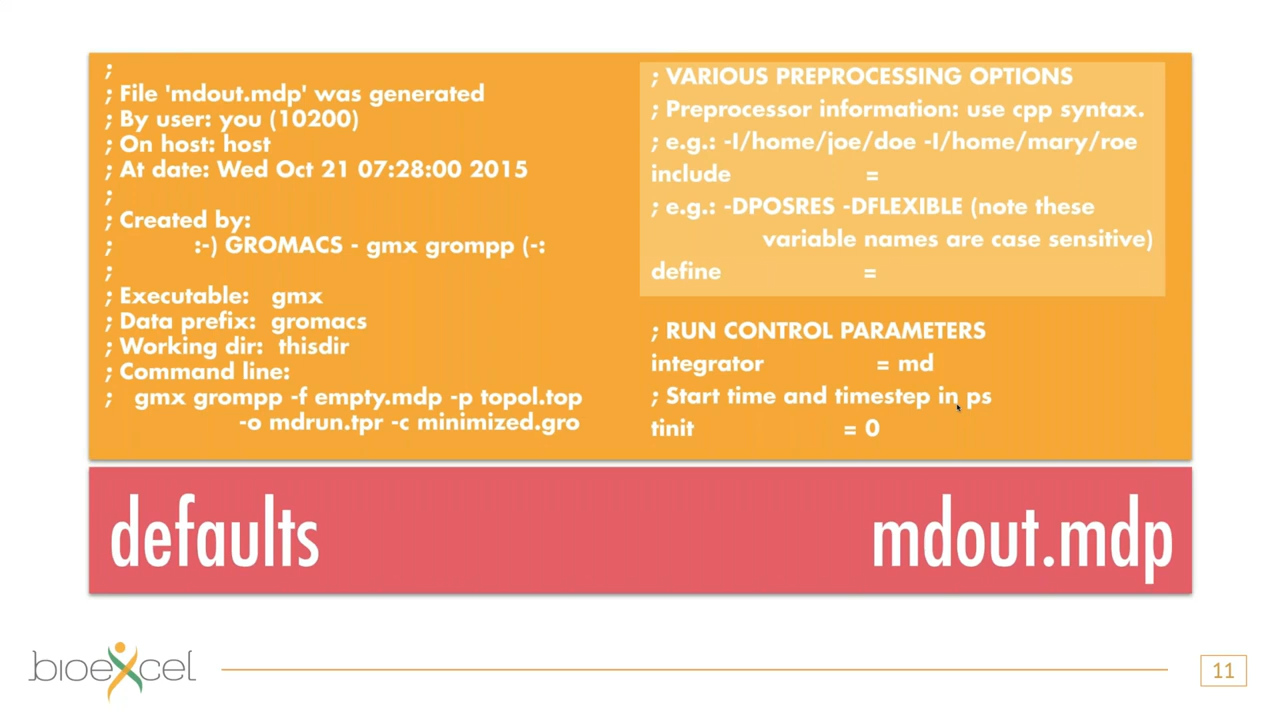 ;
; File 'mdout.mdp' was generated
; By user: you (10200)
; On host: host
; At date: Wed Oct 21 07:28:00 2015
;
; Created by:
; :-) GROMACS - gmx grompp (-:
;
; Executable: gmx
; Data prefix: gromacs
; Working dir: thisdir
; Command line:
; gmx grompp -f empty.mdp -p topol.top
-o mdrun.tpr -c minimized.gro
; VARIOUS PREPROCESSING OPTIONS
; Preprocessor information: use cpp syntax.
; e.g.: -I/home/joe/doe -I/home/mary/roe
include =
; e.g.: -DPOSRES -DFLEXIBLE (note these
variable names are case sensitive)
define =
; RUN CONTROL PARAMETERS
integrator = md
; Start time and timestep in ps
tinit = 0
defaults
mdout.mdp
bioexcel
11